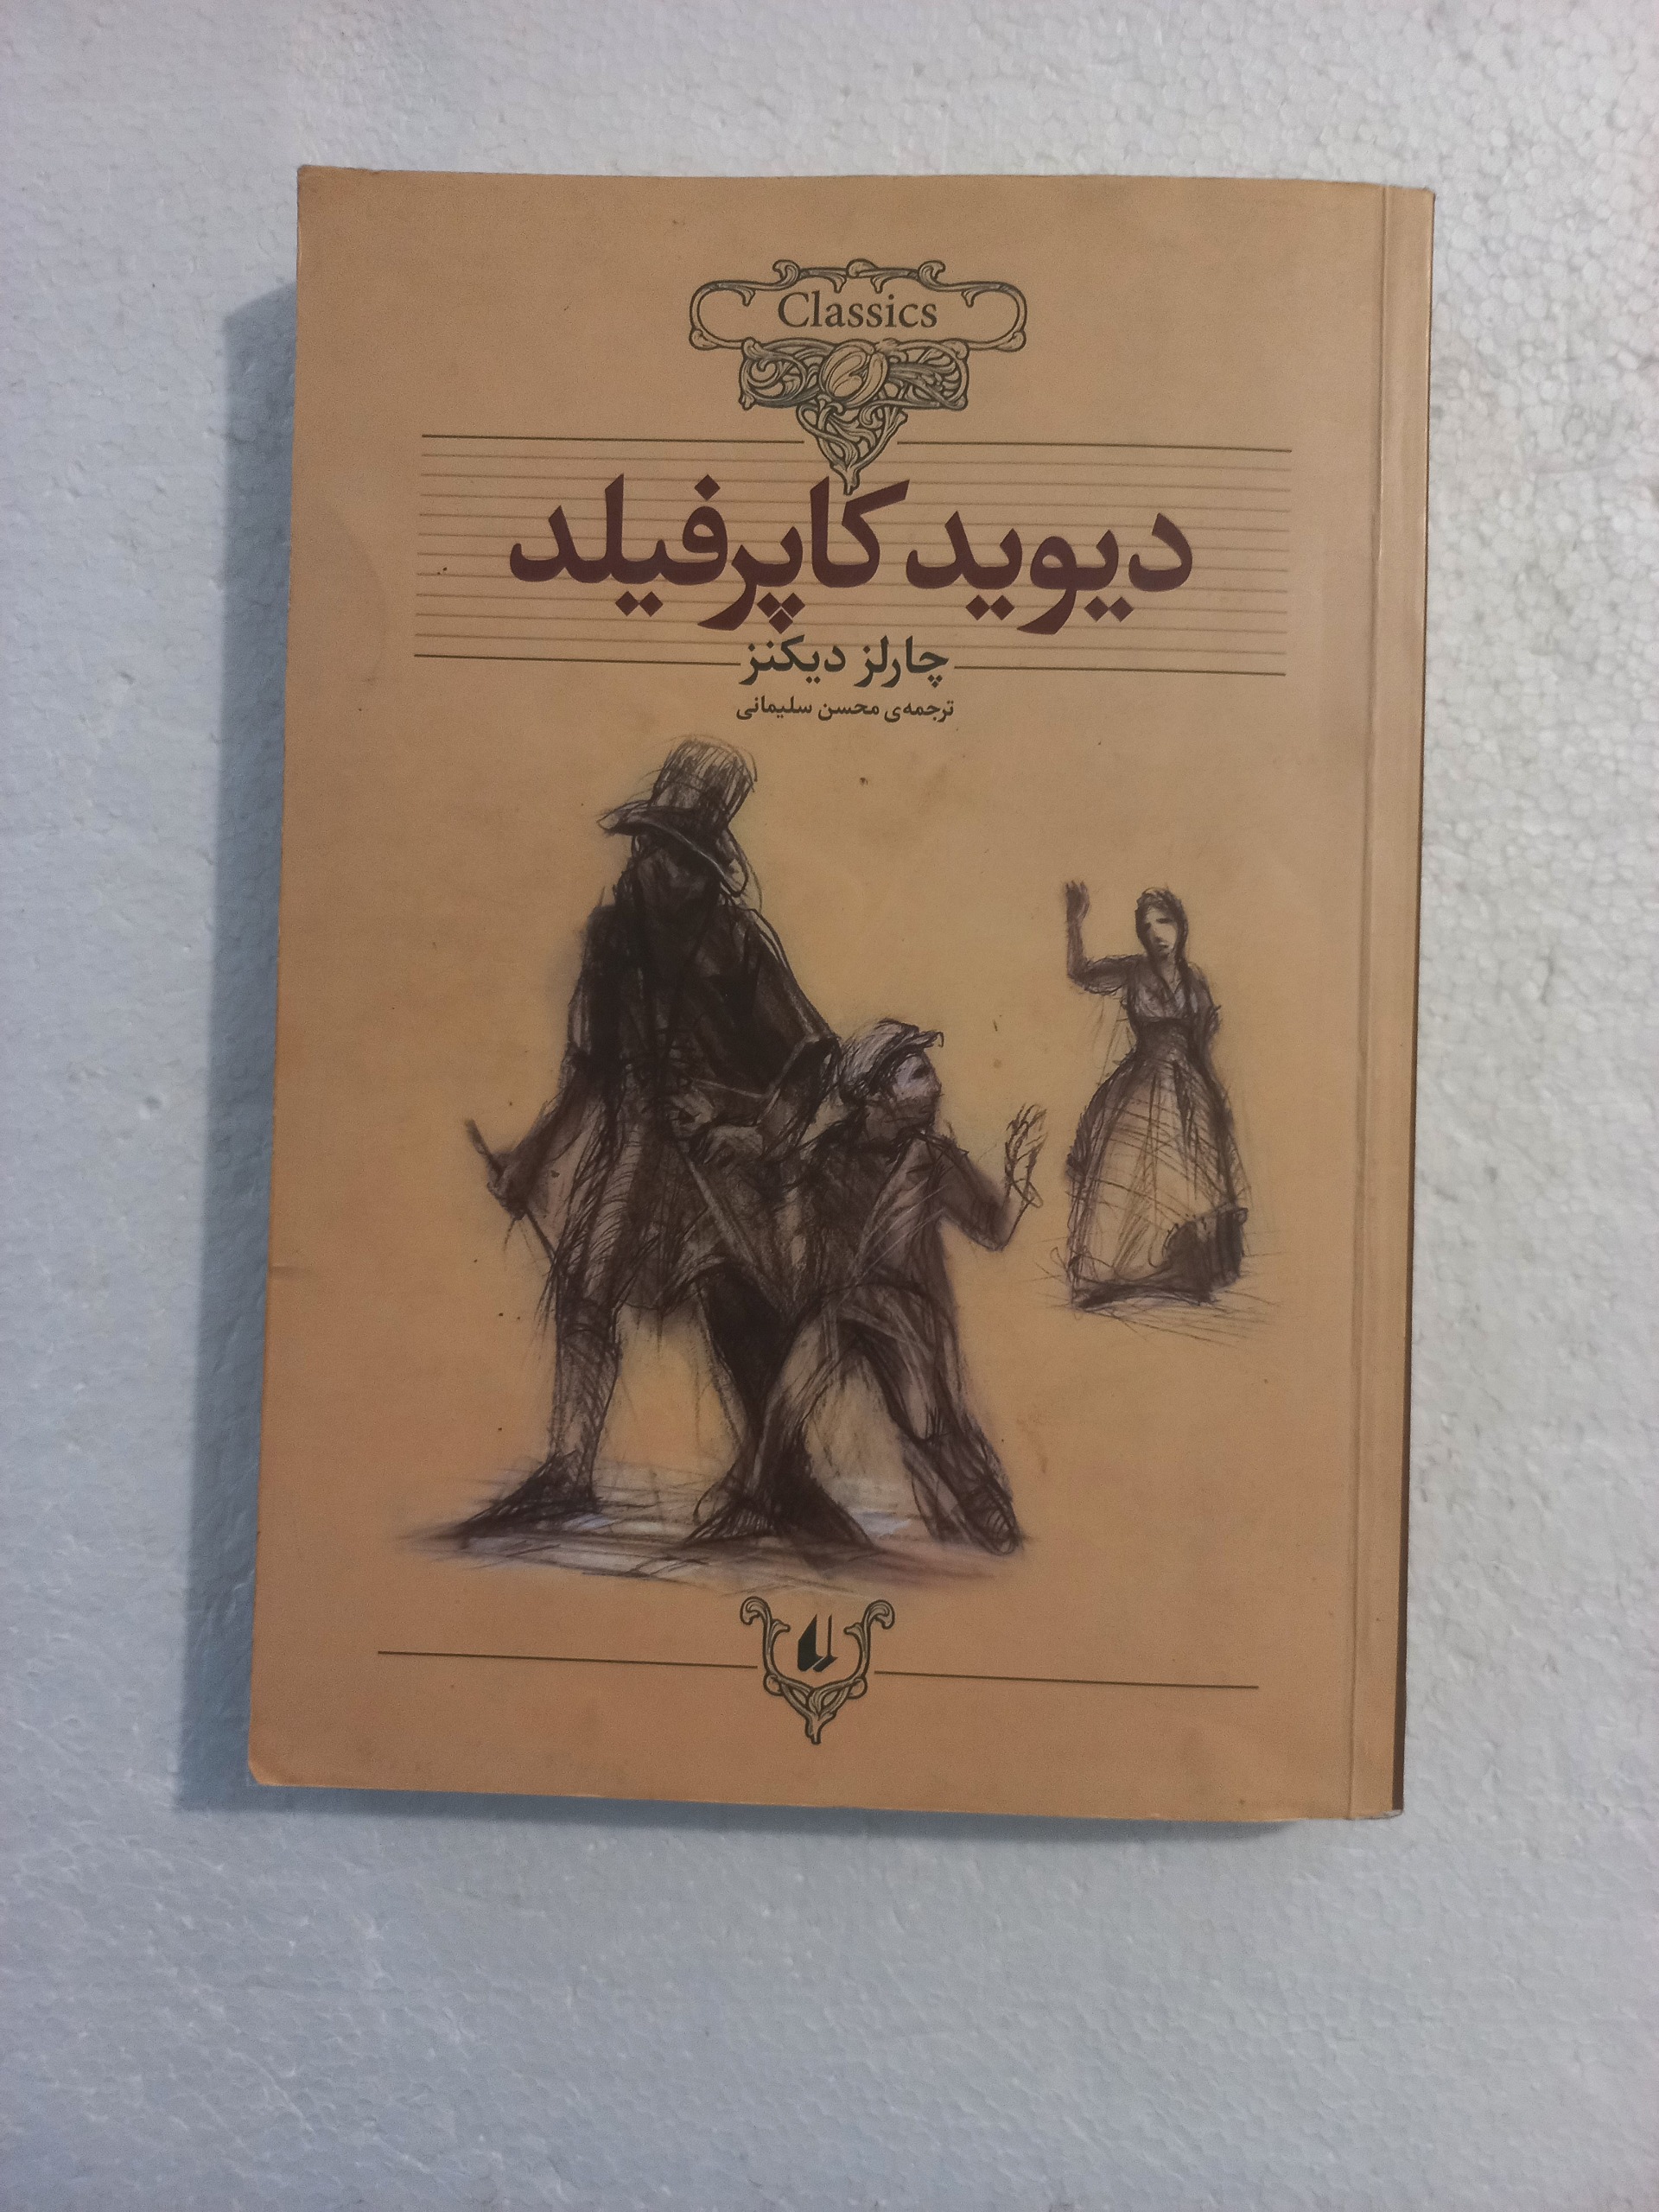 Classics
دیوید کاپرفیلد
چارلز دیکنز
ترجمه‌ی محسن سلیمانی